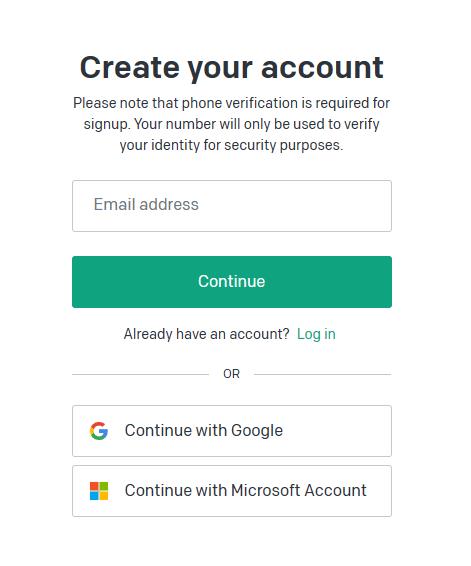 Create your account
Please note that phone verification is required for
signup. Your number will only be used to verify
your identity for security purposes.
Email address
Continue
Already have an account? Log in
OR
Continue with Google
Continue with Microsoft Account